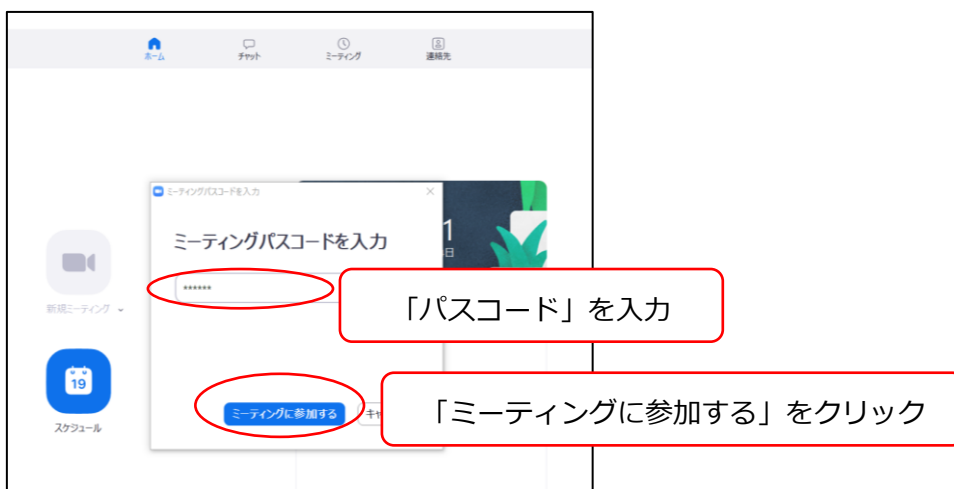 ホーム
チャット
ミーティング
連絡先
ミーティングパスコードを入力
ミーティングパスコードを入力
1
日
******
「パスコード」を入力
新規ミーティング
19
スケジュール
ミーティングに参加する
キャ
「ミーティングに参加する」をクリック